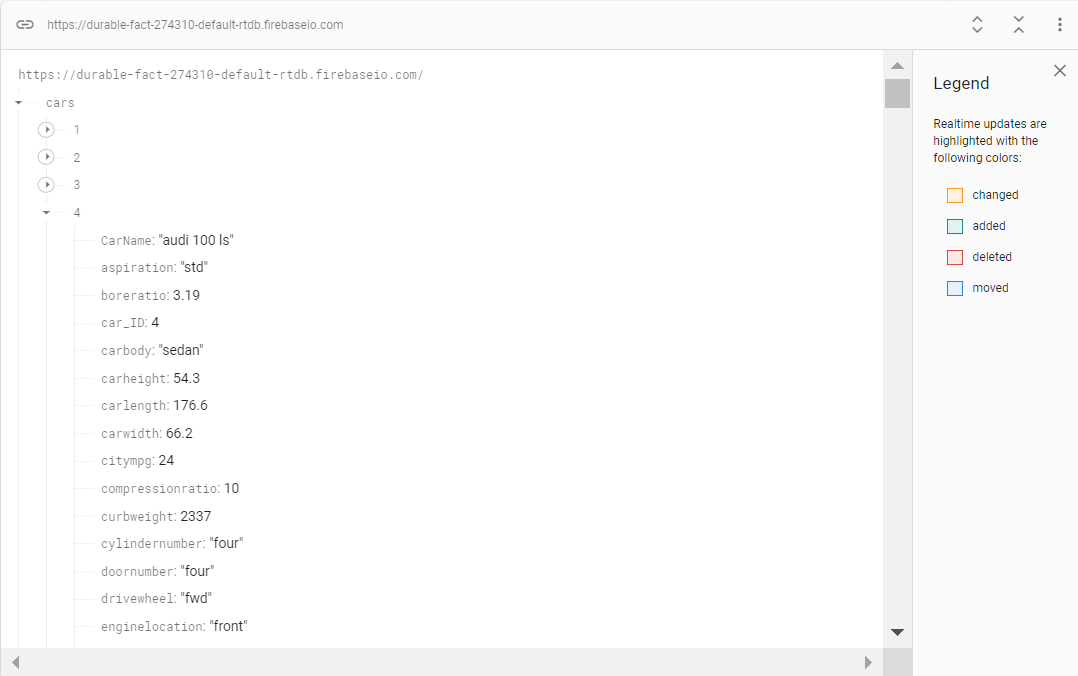 https://durable-fact-274310-default-rtdb.firebaseio.com
https://durable-fact-274310-default-rtdb.firebaseio.com/
cars
1
2
3
4
CarName: "audi 100 ls"
aspiration: "std"
boreratio: 3.19
car_ID: 4
carbody: "sedan"
carheight: 54.3
carlength: 176.6
carwidth: 66.2
citympg: 24
compressionratio: 10
curbweight: 2337
cylindernumber: "four"
doornumber: "four"
drivewheel: "fwd"
enginelocation: "front"
Legend
Realtime updates are
highlighted with the
following colors:
changed
added
deleted
moved